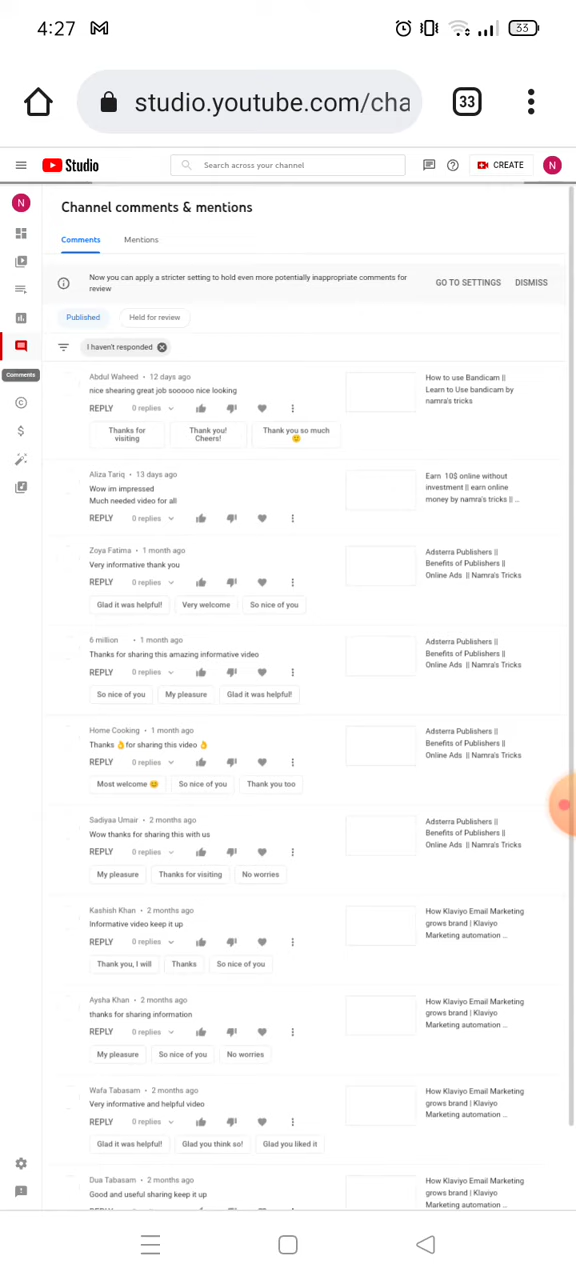 4:27
33
studio.youtube.com/cha
33
Studio
Search across your channel
CREATE
N
N
Channel comments & mentions
Comments
Mentions
Now you can apply a stricter setting to hold even more potentially inappropriate comments for
review
GO TO SETTINGS
DISMISS
Published
Held for review
I haven't responded
Comments
Abdul Waheed • 12 days ago
nice shearing great job sooooo nice looking
REPLY 0 replies
Thanks for
visiting
Thank you!
Cheers!
Thank you so much
🙂
How to use Bandicam ||
Learn to Use bandicam by
namra's tricks
Aliza Tariq • 13 days ago
Wow im impressed
Much needed video for all
REPLY 0 replies
Earn 10$ online without
investment || earn online
money by namra's tricks || ...
Zoya Fatima • 1 month ago
Very informative thank you
REPLY 0 replies
Glad it was helpful!
Very welcome
So nice of you
Adsterra Publishers ||
Benefits of Publishers ||
Online Ads || Namra's Tricks
6 million • 1 month ago
Thanks for sharing this amazing informative video
REPLY 0 replies
So nice of you
My pleasure
Glad it was helpful!
Adsterra Publishers ||
Benefits of Publishers ||
Online Ads || Namra's Tricks
Home Cooking • 1 month ago
Thanks 👌for sharing this video 👌
REPLY 0 replies
Most welcome 😊
So nice of you
Thank you too
Adsterra Publishers ||
Benefits of Publishers ||
Online Ads || Namra's Tricks
Sadiyaa Umair • 2 months ago
Wow thanks for sharing this with us
REPLY 0 replies
My pleasure
Thanks for visiting
No worries
Adsterra Publishers ||
Benefits of Publishers ||
Online Ads || Namra's Tricks
Kashish Khan • 2 months ago
Informative video keep it up
REPLY 0 replies
Thank you, I will
Thanks
So nice of you
How Klaviyo Email Marketing
grows brand | Klaviyo
Marketing automation ...
Aysha Khan • 2 months ago
thanks for sharing information
REPLY 0 replies
My pleasure
So nice of you
No worries
How Klaviyo Email Marketing
grows brand | Klaviyo
Marketing automation ...
Wafa Tabasam • 2 months ago
Very informative and helpful video
REPLY 0 replies
Glad it was helpful!
Glad you think so!
Glad you liked it
How Klaviyo Email Marketing
grows brand | Klaviyo
Marketing automation ...
Dua Tabasam • 2 months ago
Good and useful sharing keep it up
How Klaviyo Email Marketing
grows brand | Klaviyo
Marketing automation ...